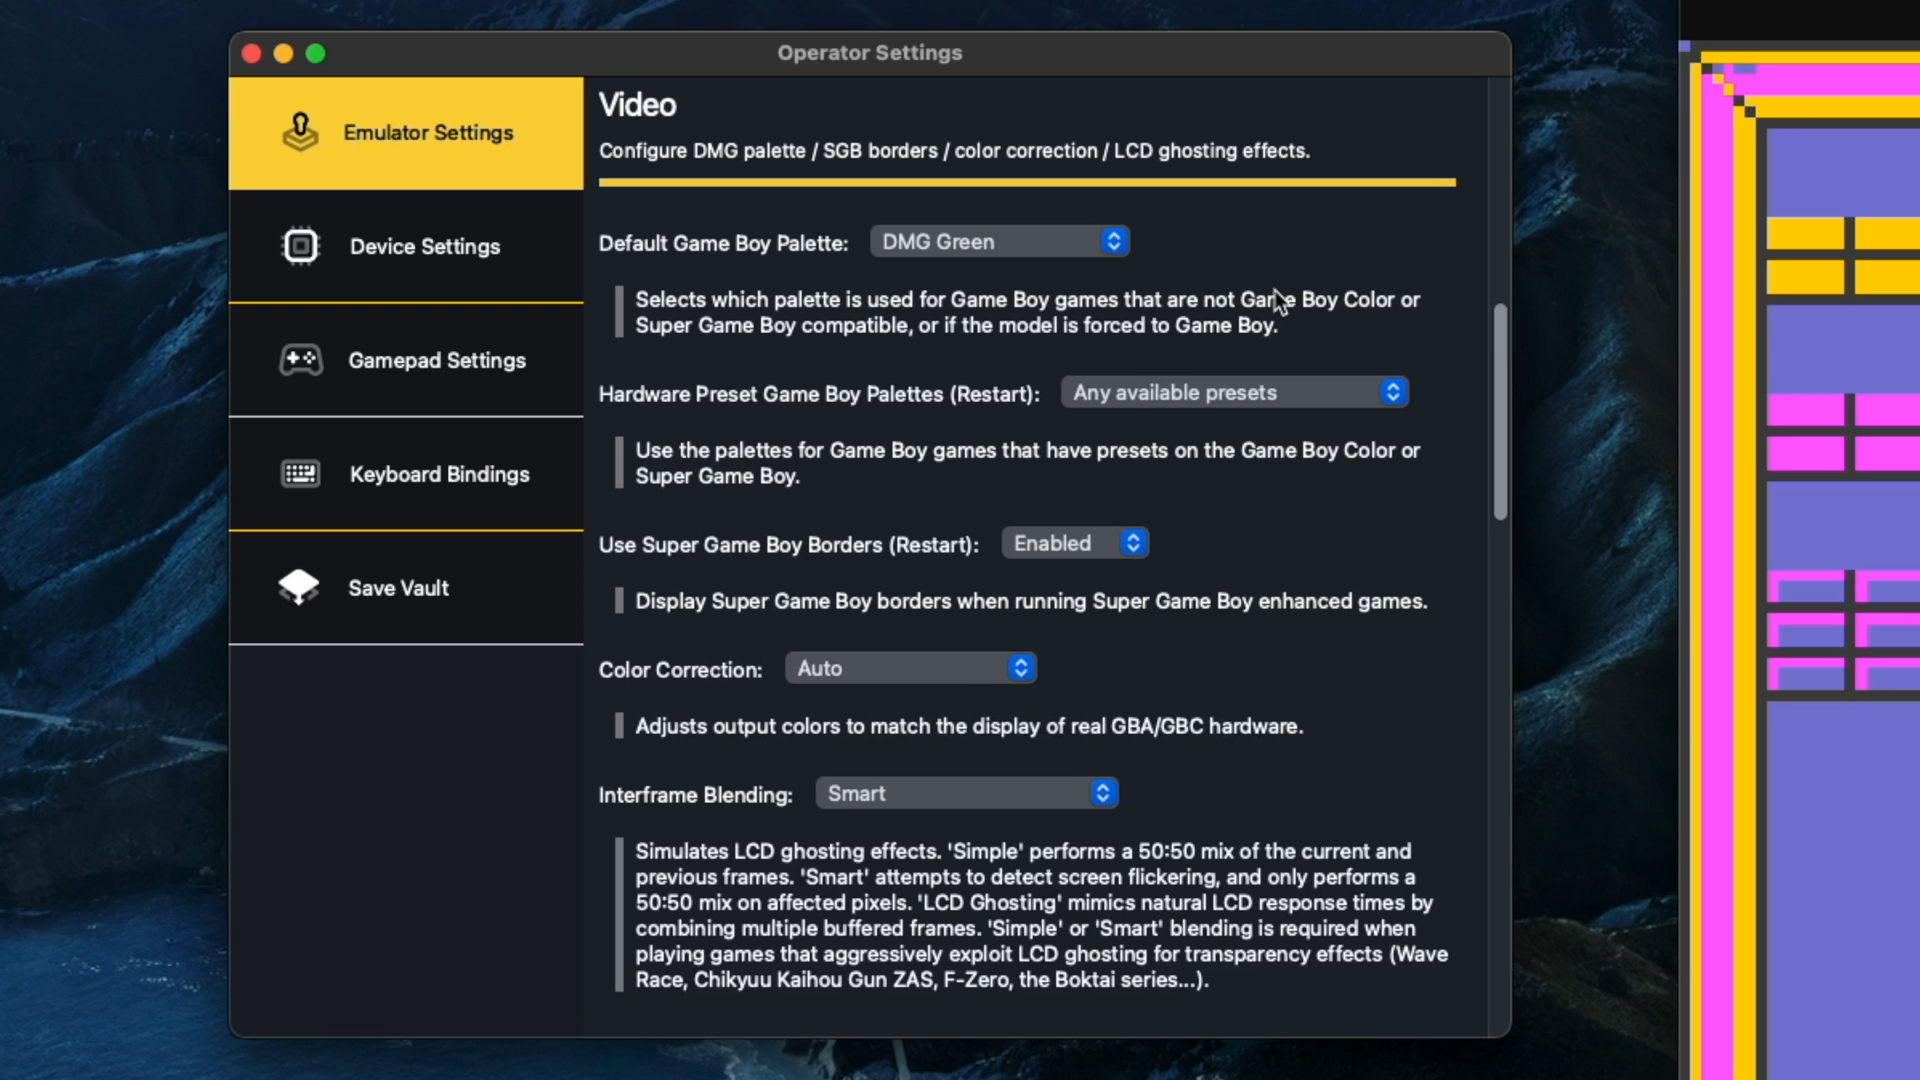 Operator Settings
Emulator Settings
Device Settings
Gamepad Settings
Keyboard Bindings
Save Vault
Video
Configure DMG palette / SGB borders / color correction / LCD ghosting effects.
Default Game Boy Palette: DMG Green
Selects which palette is used for Game Boy games that are not Game Boy Color or
Super Game Boy compatible, or if the model is forced to Game Boy.
Hardware Preset Game Boy Palettes (Restart): Any available presets
Use the palettes for Game Boy games that have presets on the Game Boy Color or
Super Game Boy.
Use Super Game Boy Borders (Restart): Enabled
Display Super Game Boy borders when running Super Game Boy enhanced games.
Color Correction: Auto
Adjusts output colors to match the display of real GBA/GBC hardware.
Interframe Blending: Smart
Simulates LCD ghosting effects. 'Simple' performs a 50:50 mix of the current and
previous frames. 'Smart' attempts to detect screen flickering, and only performs a
50:50 mix on affected pixels. 'LCD Ghosting' mimics natural LCD response times by
combining multiple buffered frames. 'Simple' or 'Smart' blending is required when
playing games that aggressively exploit LCD ghosting for transparency effects (Wave
Race, Chikyuu Kaihou Gun ZAS, F-Zero, the Boktai series...).